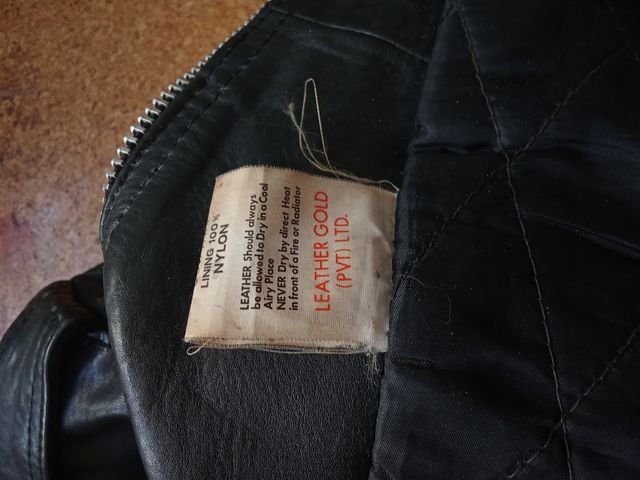 LINING 100%
NYLON
LEATHER Should always
be allowed to Dry in a Cool
Airy Place
NEVER Dry by direct Heat
in front of a Fire or Radiator
LEATHER GOLD
(PVT) LTD.